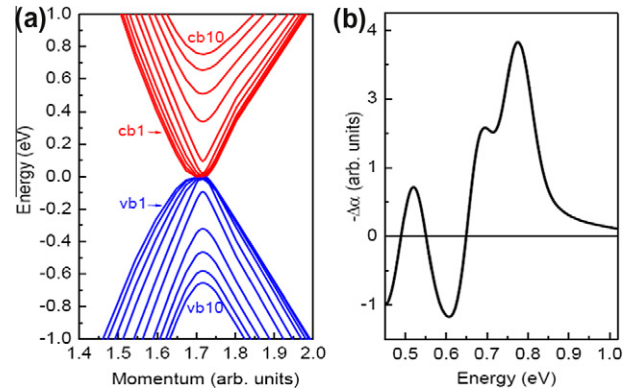 (a)
1.0
0.8
0.6
0.4
0.2
0.0
-0.2
-0.4
-0.6
-0.8
-1.0
Energy (eV)
cb10
cb1
vb1
vb10
1.4 1.5 1.6 1.7 1.8 1.9 2.0
Momentum (arb. units)
(b)
4
3
1
0
-1
-Δα (arb. units)
0.5 0.6 0.7 0.8 0.9 1.0
Energy (eV)